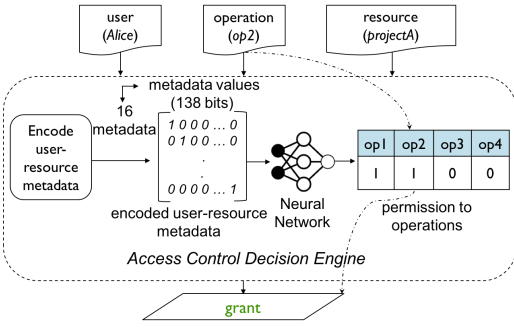 user
(Alice)
operation
(op2)
resource
(projectA)
metadata values
(138 bits)
16
metadata
Encode
user-
resource
metadata
1 0 0 0 ... 0
0 1 0 0 ... 0
.
.
0 0 0 0 ... 1
encoded user-resource
metadata
Neural
Network
op1 op2 op3 op4
1 1 0 0
permission to
operations
Access Control Decision Engine
grant